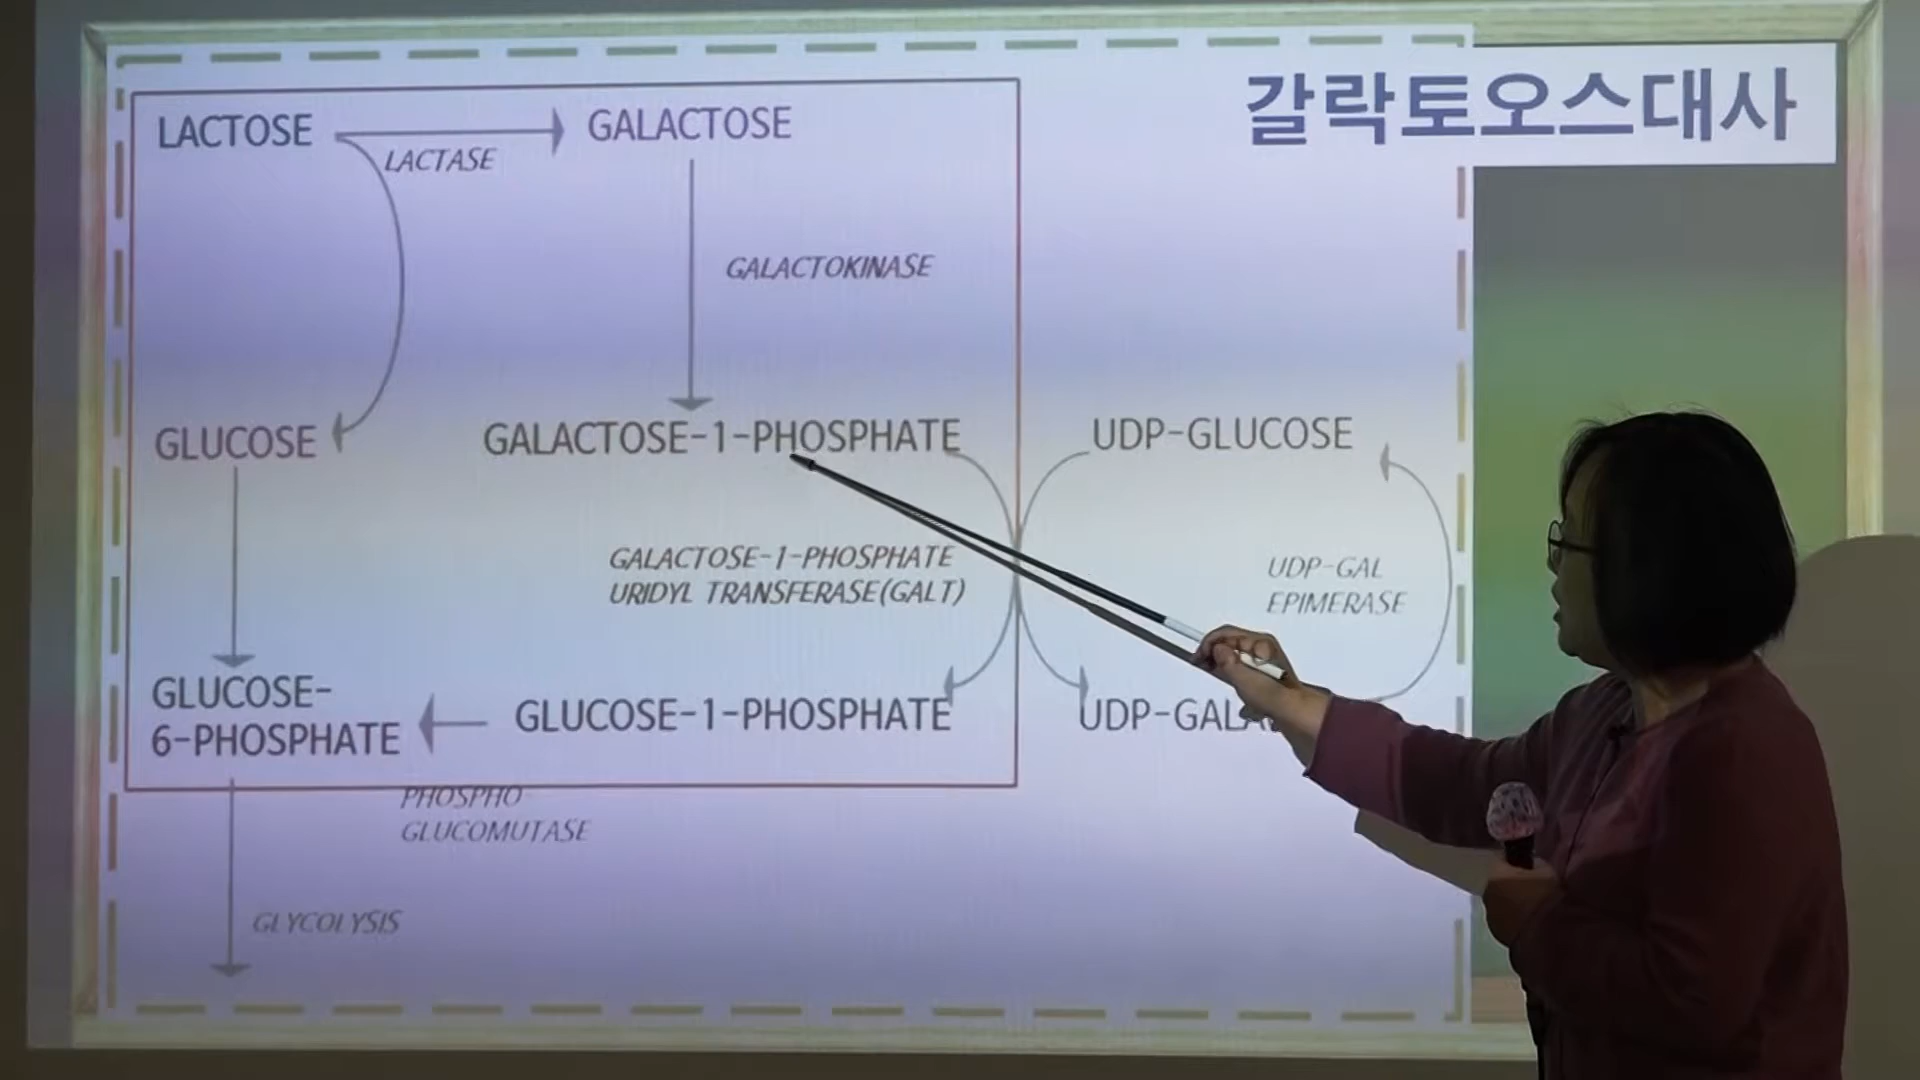 갈락토오스대사
LACTOSE
GALACTOSE
LACTASE
GALACTOKINASE
GLUCOSE
GALACTOSE-1-PHOSPHATE
UDP-GLUCOSE
GALACTOSE-1-PHOSPHATE
URIDYL TRANSFERASE(GALT)
UDP-GAL
EPIMERASE
GLUCOSE-
6-PHOSPHATE
GLUCOSE-1-PHOSPHATE
PHOSPHO
GLUCOMUTASE
GLYCOLYSIS